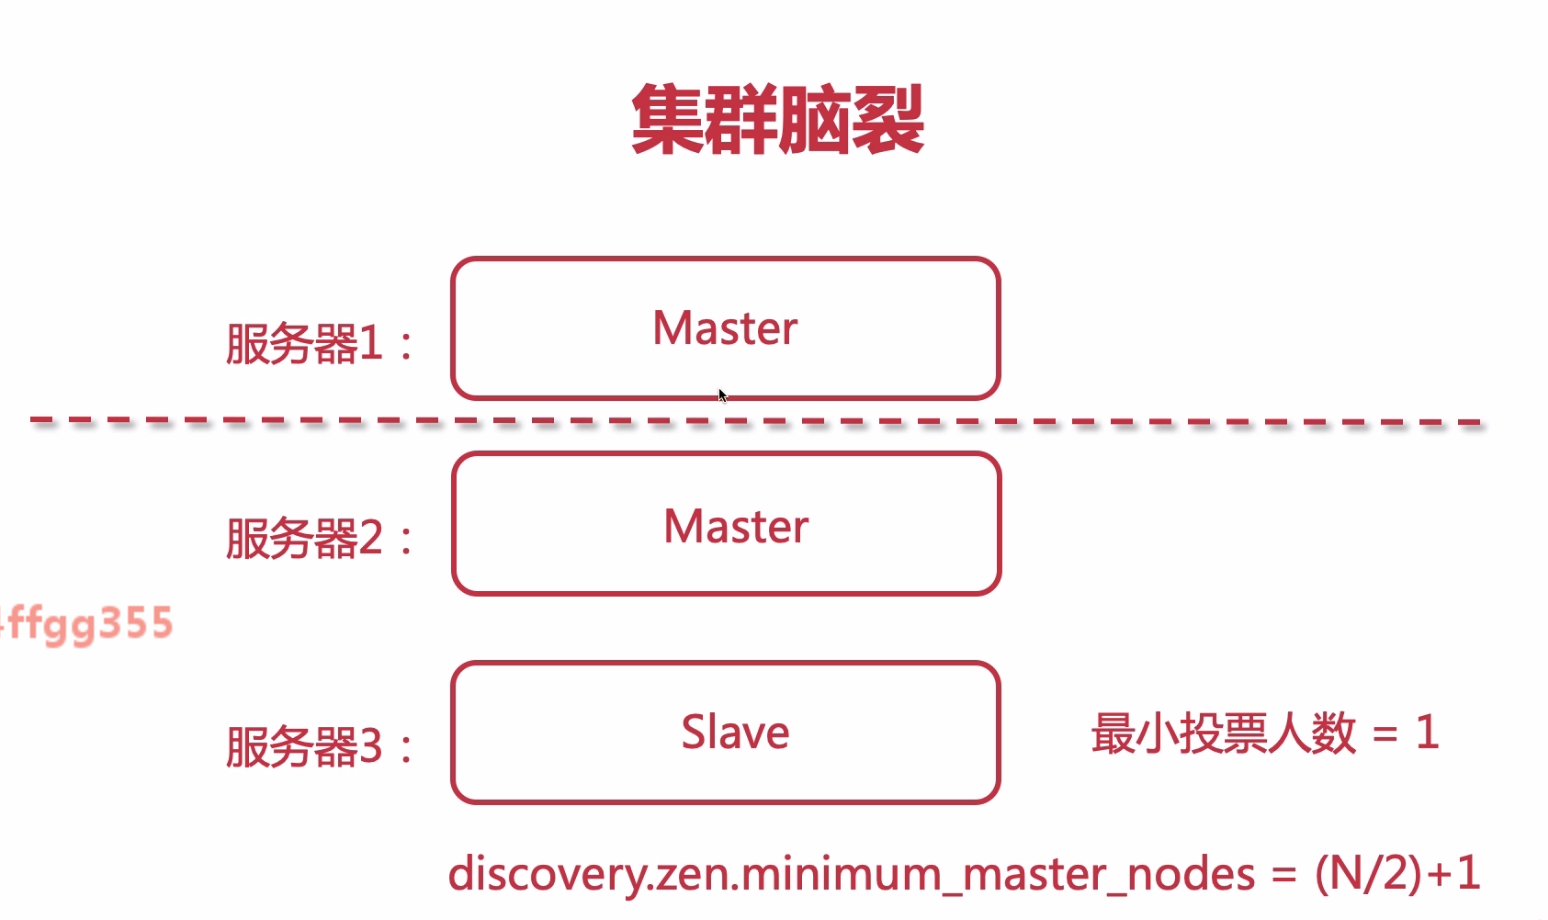 集群脑裂
服务器1： Master
服务器2： Master
ffgg355
服务器3： Slave 最小投票人数 = 1
discovery.zen.minimum_master_nodes = (N/2)+1